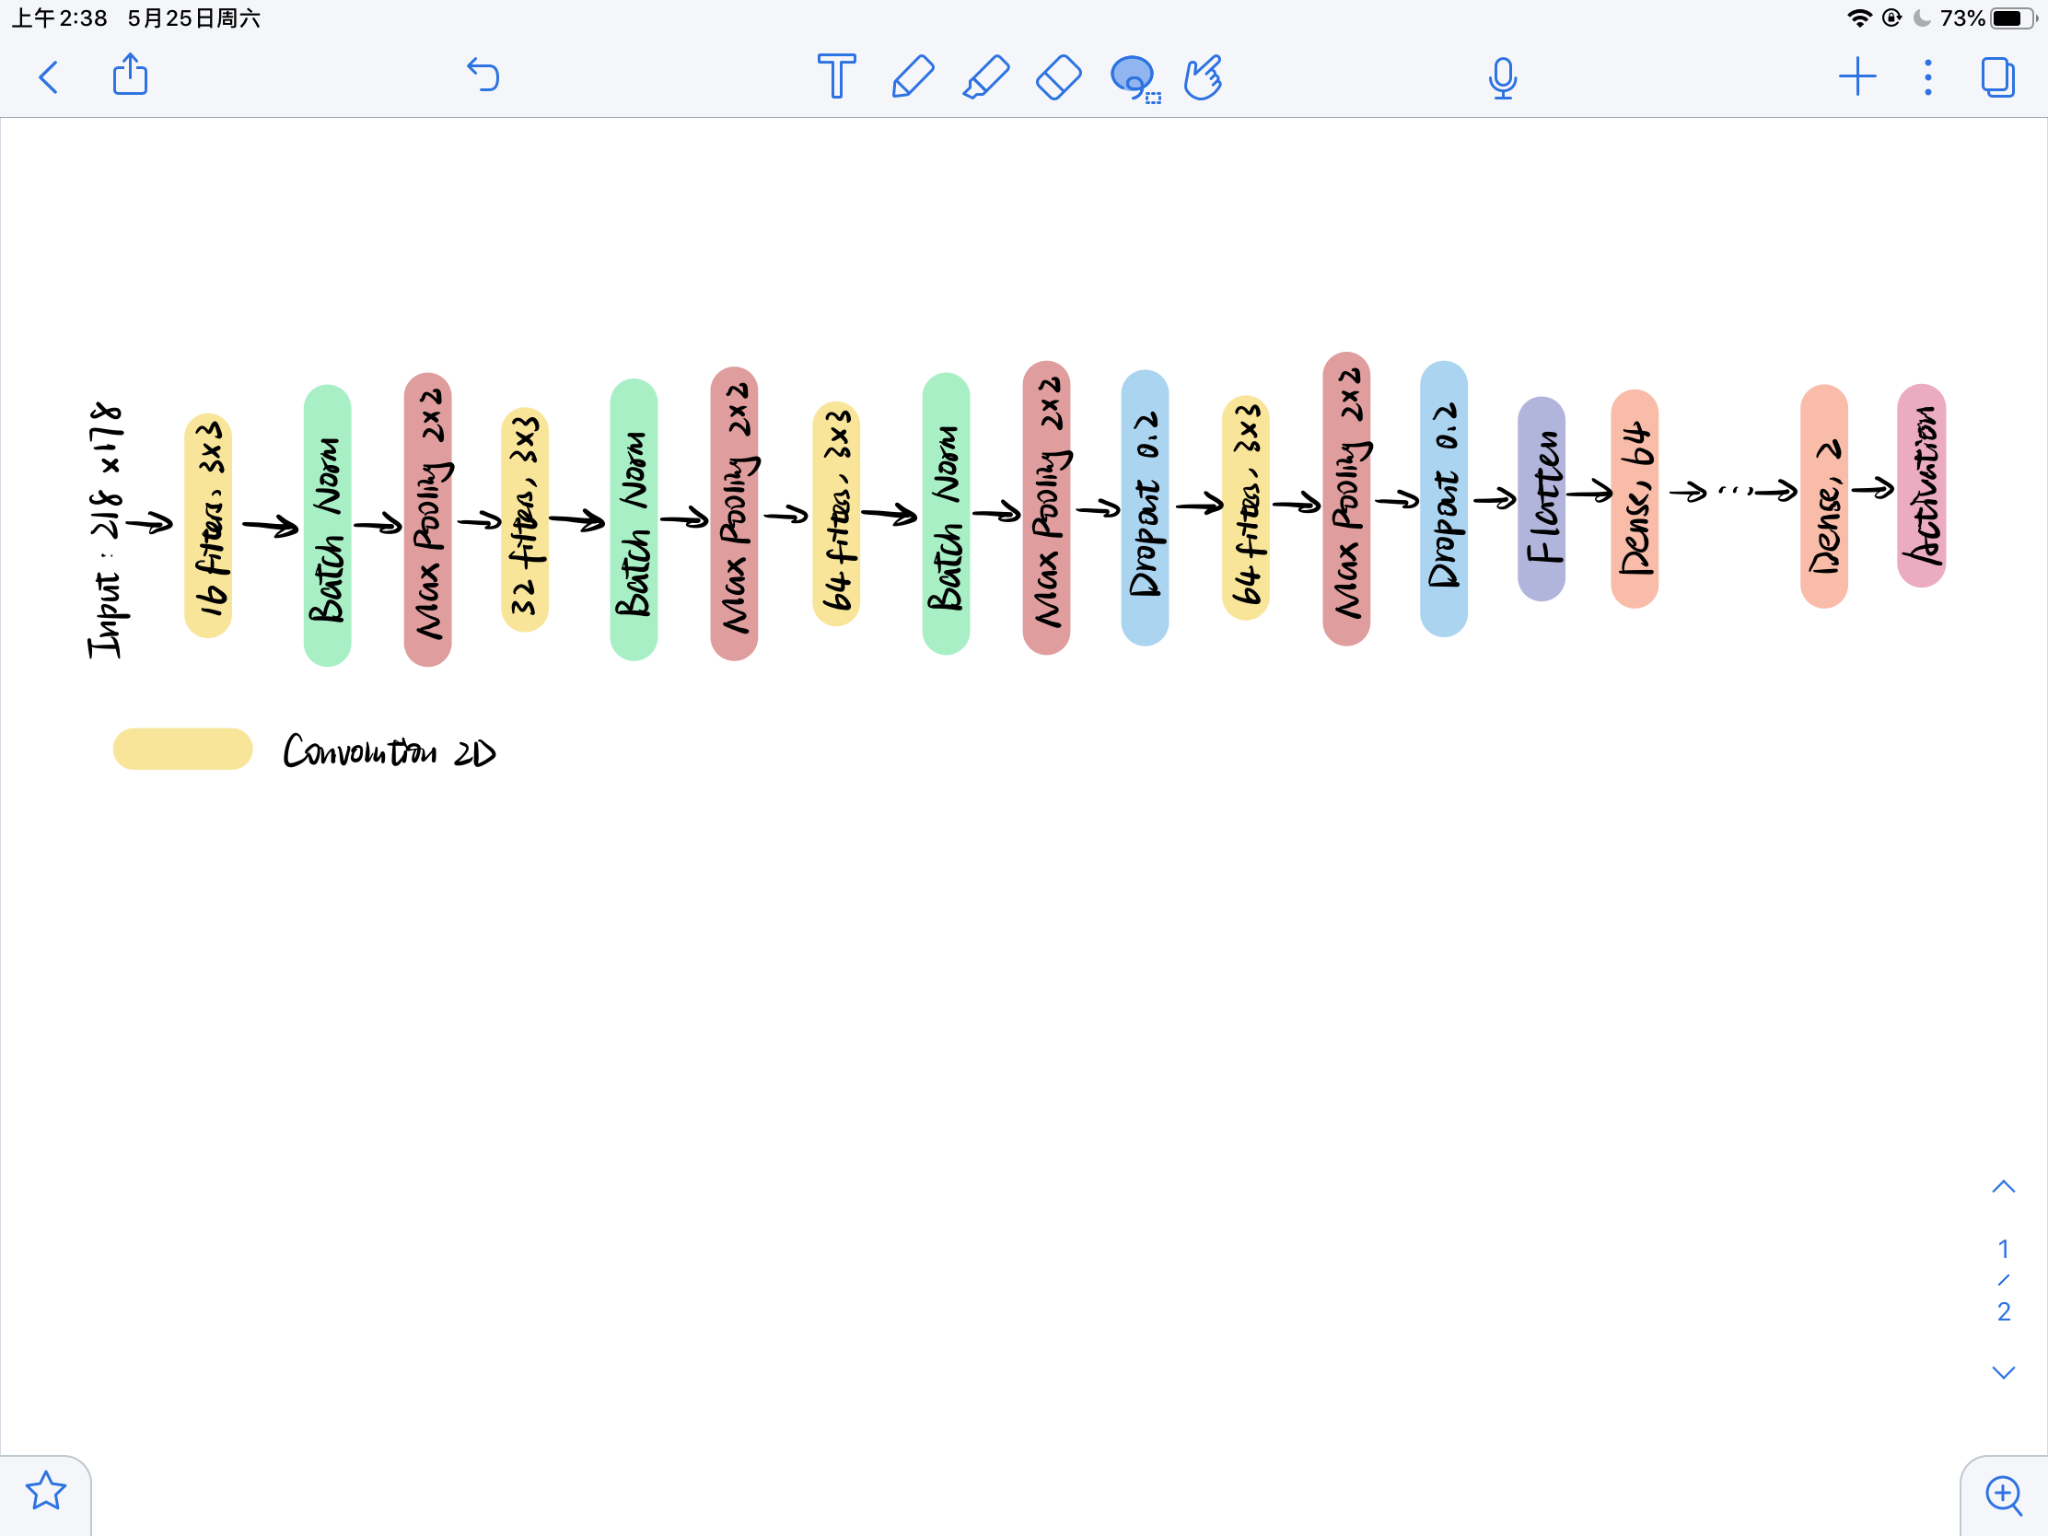 上午2:38 5月25日周六
73%
Input: 218 x178
16 filters, 3x3
Batch Norm
Max Pooling 2x2
32 filters, 3x3
Batch Norm
Max Pooling 2x2
64 filters, 3x3
Batch Norm
Max Pooling 2x2
Dropout 0.2
64 filters, 3x3
Max Pooling 2x2
Dropout 0.2
Flatten
Dense, 64
...
Dense, 2
Activation
Convolution 2D
1
/
2